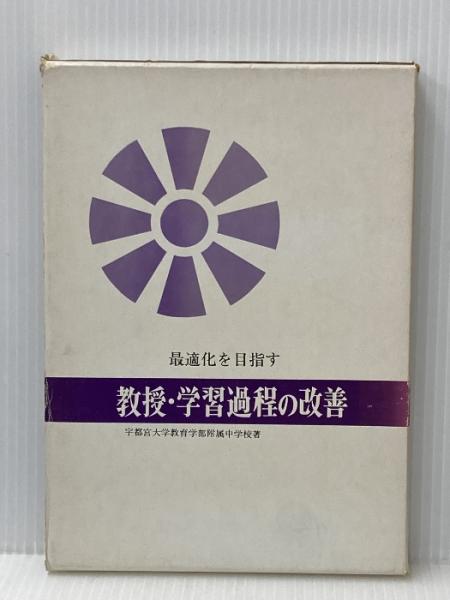 最適化を目指す
教授・学習過程の改善
宇都宮大学教育学部附属中学校著